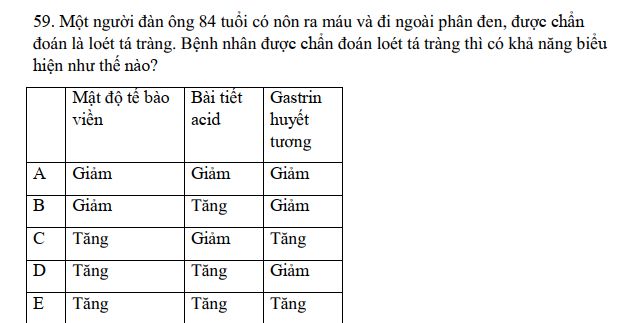 59. Một người đàn ông 84 tuổi có nôn ra máu và đi ngoài phân đen, được chẩn
đoán là loét tá tràng. Bệnh nhân được chẩn đoán loét tá tràng thì có khả năng biểu
hiện như thế nào?
Mật độ tế bào viền Bài tiết acid Gastrin huyết tương
A Giảm Giảm Giảm
B Giảm Tăng Giảm
C Tăng Giảm Tăng
D Tăng Tăng Giảm
E Tăng Tăng Tăng